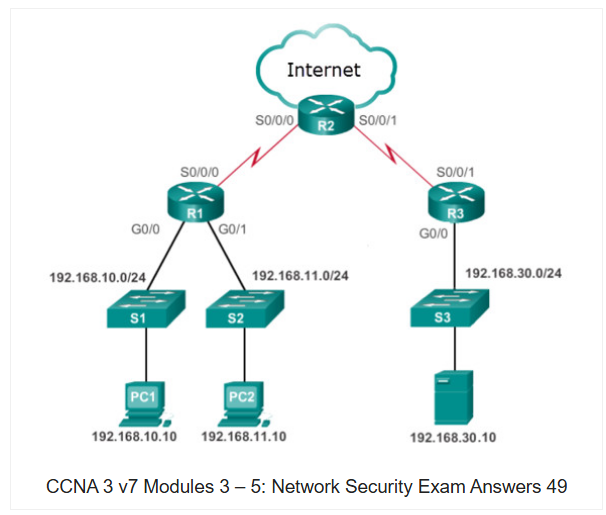 Internet
S0/0/0 R2 S0/0/1
S0/0/0 S0/0/1
R1 R3
G0/0 G0/1 G0/0
192.168.10.0/24 192.168.11.0/24 192.168.30.0/24
S1 S2 S3
PC1 PC2
192.168.10.10 192.168.11.10 192.168.30.10
CCNA 3 v7 Modules 3 – 5: Network Security Exam Answers 49